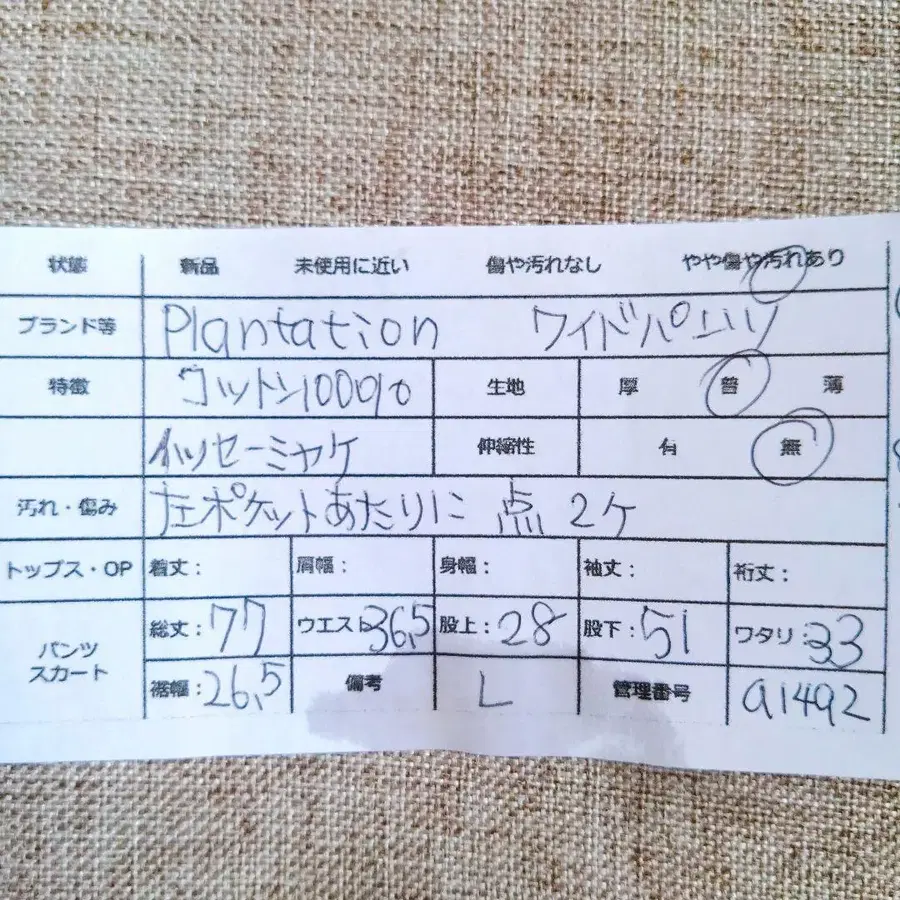 状態 新品 未使用に近い 傷や汚れなし やや傷や汚れあり
ブランド等 Plantation ワイドパンツ
特徴 コットン100% 生地 厚 普 薄
イッセーミヤケ 伸縮性 有 無
汚れ・傷み 左ポケットあたりに 点 2ケ
トップス・OP 着丈: 肩幅: 身幅: 袖丈: 裄丈:
パンツ スカート 総丈:77 ウエスト36.5 股上:28 股下:51 ワタリ:33
裾幅:26.5 備考 L 管理番号 a1492